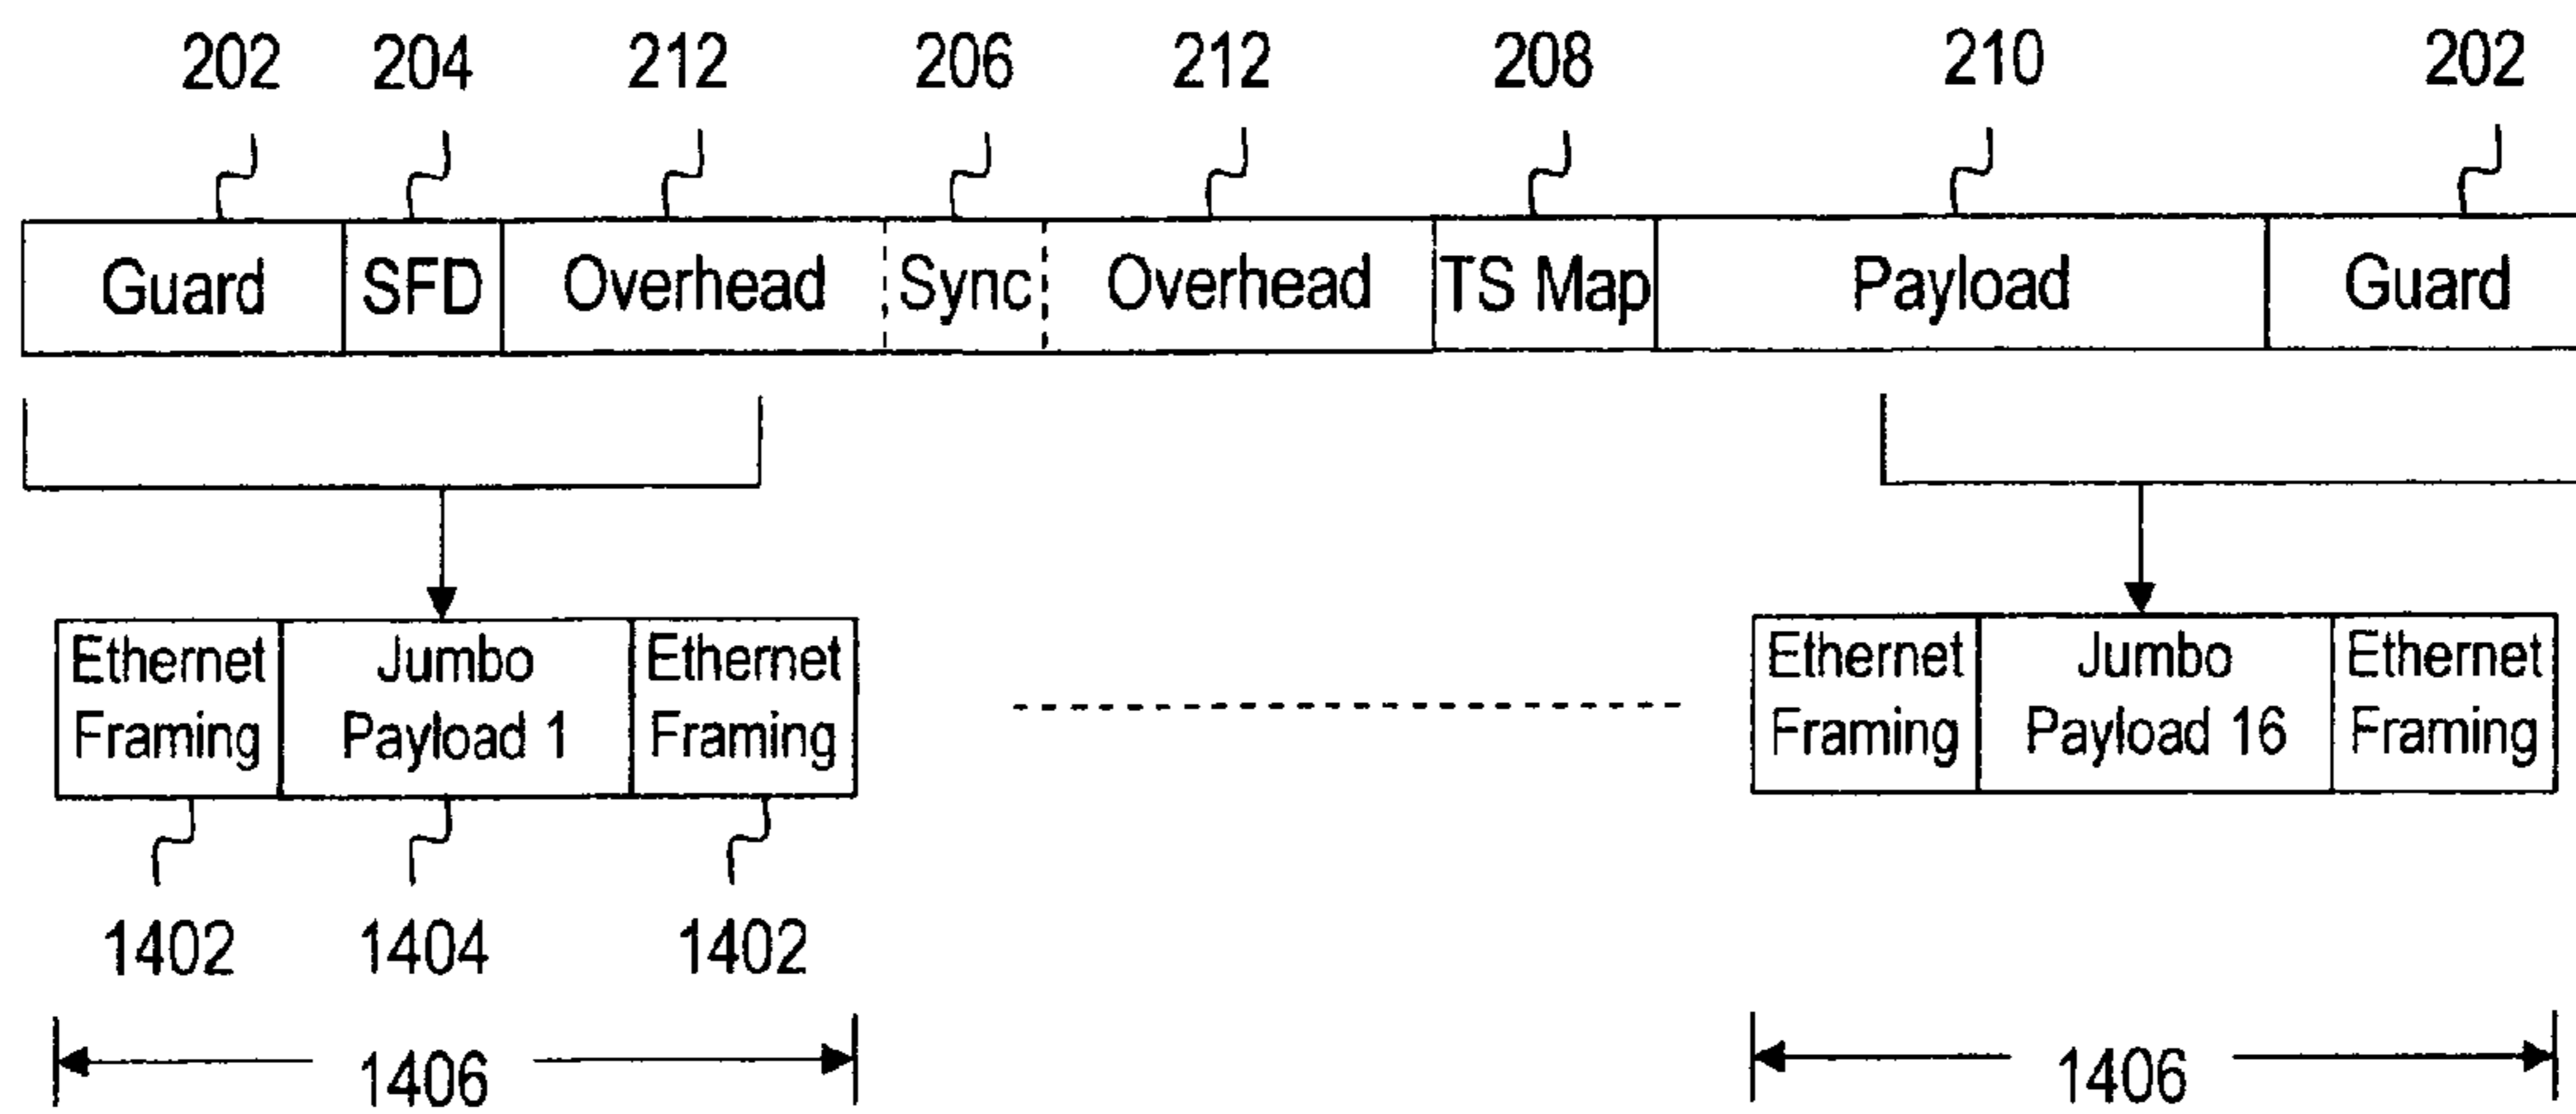 202 204 212 206 212 208 210 202
Guard SFD Overhead Sync Overhead TS Map Payload Guard
Ethernet Jumbo Ethernet Ethernet Jumbo Ethernet
Framing Payload 1 Framing Framing Payload 16 Framing
1402 1404 1402
1406 1406